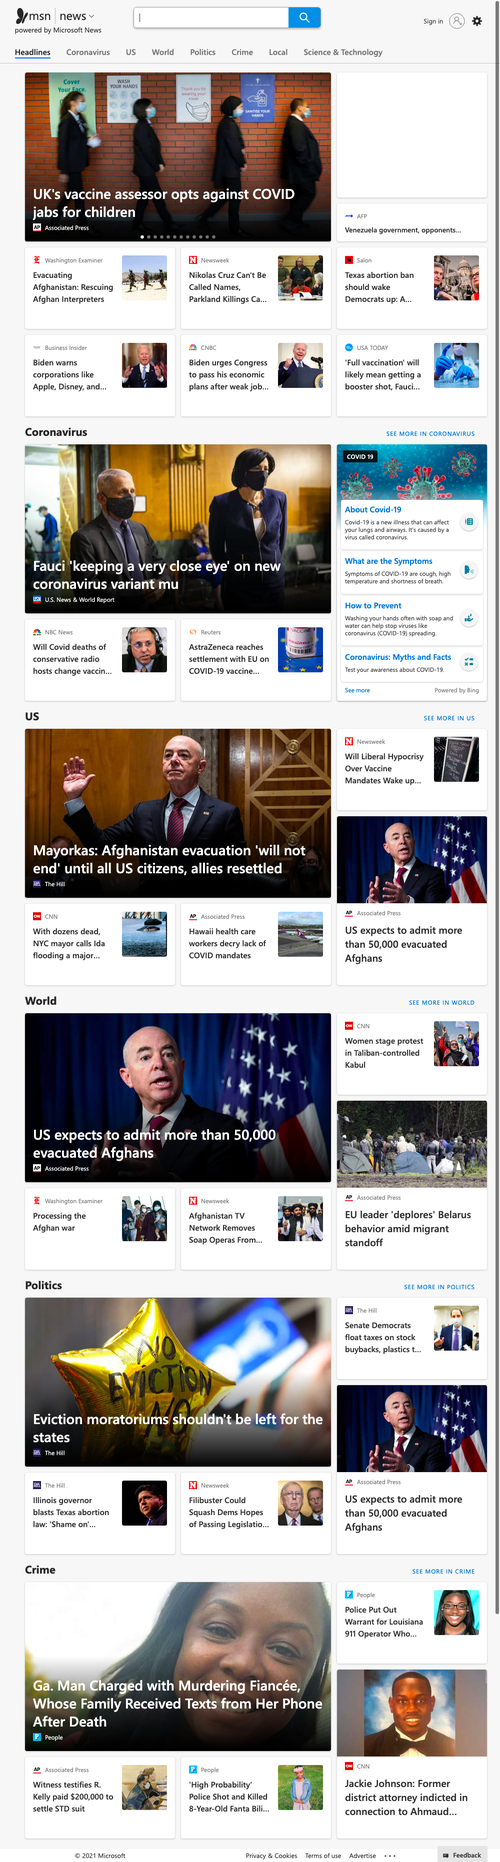 msn news
powered by Microsoft News
Sign in
Headlines Coronavirus US World Politics Crime Local Science & Technology
Cover Your Face.
WASH YOUR HANDS
UK's vaccine assessor opts against COVID
jabs for children
AP Associated Press
AFP
Venezuela government, opponents...
Washington Examiner
Evacuating
Afghanistan: Rescuing
Afghan Interpreters
Newsweek
Nikolas Cruz Can't Be
Called Names,
Parkland Killings Ca...
Salon
Texas abortion ban
should wake
Democrats up: A...
Business Insider
Biden warns
corporations like
Apple, Disney, and...
CNBC
Biden urges Congress
to pass his economic
plans after weak job...
USA TODAY
'Full vaccination' will
likely mean getting a
booster shot, Fauci...
Coronavirus
SEE MORE IN CORONAVIRUS
Fauci 'keeping a very close eye' on new
coronavirus variant mu
U.S. News & World Report
COVID 19
About Covid-19
Covid-19 is a new illness that can affect
your lungs and airways. It's caused by a
virus called coronavirus.
What are the Symptoms
Symptoms of COVID-19 are cough, high
temperature and shortness of breath.
How to Prevent
Washing your hands often with soap and
water can help stop viruses like
coronavirus (COVID-19) spreading.
Coronavirus: Myths and Facts
Test your awareness about COVID-19.
See more
Powered by Bing
NBC News
Will Covid deaths of
conservative radio
hosts change vaccin...
Reuters
AstraZeneca reaches
settlement with EU on
COVID-19 vaccine...
US
SEE MORE IN US
Mayorkas: Afghanistan evacuation 'will not
end' until all US citizens, allies resettled
The Hill
Newsweek
Will Liberal Hypocrisy
Over Vaccine
Mandates Wake up...
AP Associated Press
US expects to admit more
than 50,000 evacuated
Afghans
CNN
With dozens dead,
NYC mayor calls Ida
flooding a major...
AP Associated Press
Hawaii health care
workers decry lack of
COVID mandates
World
SEE MORE IN WORLD
US expects to admit more than 50,000
evacuated Afghans
AP Associated Press
CNN
Women stage protest
in Taliban-controlled
Kabul
AP Associated Press
EU leader 'deplores' Belarus
behavior amid migrant
standoff
Washington Examiner
Processing the
Afghan war
Newsweek
Afghanistan TV
Network Removes
Soap Operas From...
Politics
SEE MORE IN POLITICS
NO
EVICTION
Eviction moratoriums shouldn't be left for the
states
The Hill
The Hill
Senate Democrats
float taxes on stock
buybacks, plastics t...
AP Associated Press
US expects to admit more
than 50,000 evacuated
Afghans
The Hill
Illinois governor
blasts Texas abortion
law: 'Shame on'...
Newsweek
Filibuster Could
Squash Dems Hopes
of Passing Legislatio...
Crime
SEE MORE IN CRIME
Ga. Man Charged with Murdering Fiancée,
Whose Family Received Texts from Her Phone
After Death
People
People
Police Put Out
Warrant for Louisiana
911 Operator Who...
CNN
Jackie Johnson: Former
district attorney indicted in
connection to Ahmaud...
AP Associated Press
Witness testifies R.
Kelly paid $200,000 to
settle STD suit
People
'High Probability'
Police Shot and Killed
8-Year-Old Fanta Bili...
© 2021 Microsoft
Privacy & Cookies Terms of use Advertise
Feedback